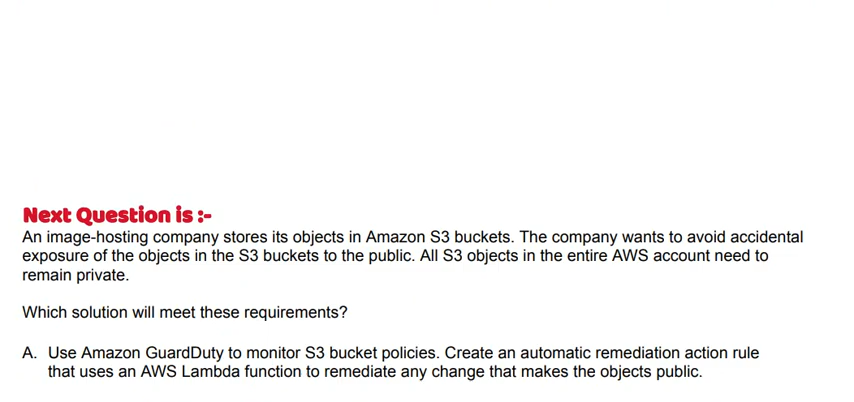 Next Question is :-
An image-hosting company stores its objects in Amazon S3 buckets. The company wants to avoid accidental
exposure of the objects in the S3 buckets to the public. All S3 objects in the entire AWS account need to
remain private.
Which solution will meet these requirements?
A. Use Amazon GuardDuty to monitor S3 bucket policies. Create an automatic remediation action rule
that uses an AWS Lambda function to remediate any change that makes the objects public.